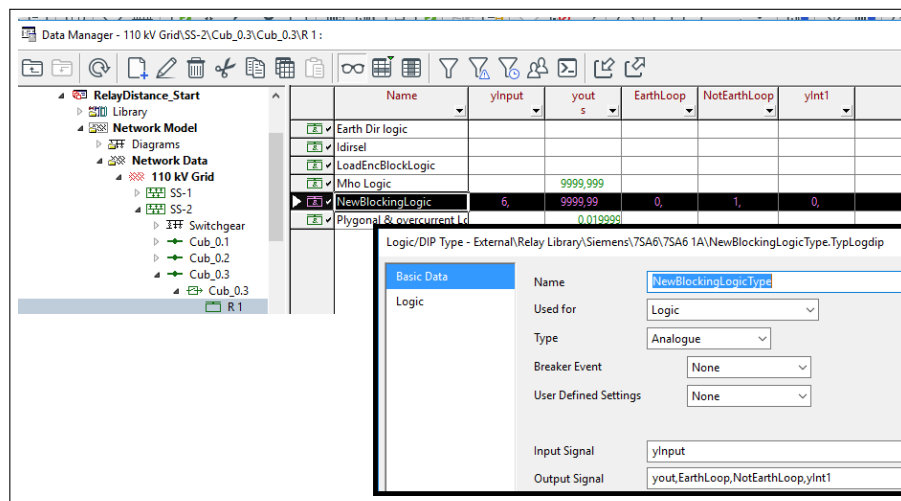 Data Manager - 110 kV Grid\SS-2\Cub_0.3\Cub_0.3\R 1 :
RelayDistance_Start
Library
Network Model
Diagrams
Network Data
110 kV Grid
SS-1
SS-2
Switchgear
Cub_0.1
Cub_0.2
Cub_0.3
Cub_0.3
R 1
Name yInput yout EarthLoop NotEarthLoop yInt1
s
Earth Dir logic
Idirsel
LoadEncBlockLogic
Mho Logic 9999,999
NewBlockingLogic 6, 9999,99 0, 1, 0,
Plygonal & overcurrent Lo 0,019999
Logic/DIP Type - External\Relay Library\Siemens\7SA6\7SA6 1A\NewBlockingLogicType.TypLogdip
Basic Data
Logic
Name NewBlockingLogicType
Used for Logic
Type Analogue
Breaker Event None
User Defined Settings None
Input Signal yInput
Output Signal yout,EarthLoop,NotEarthLoop,yInt1